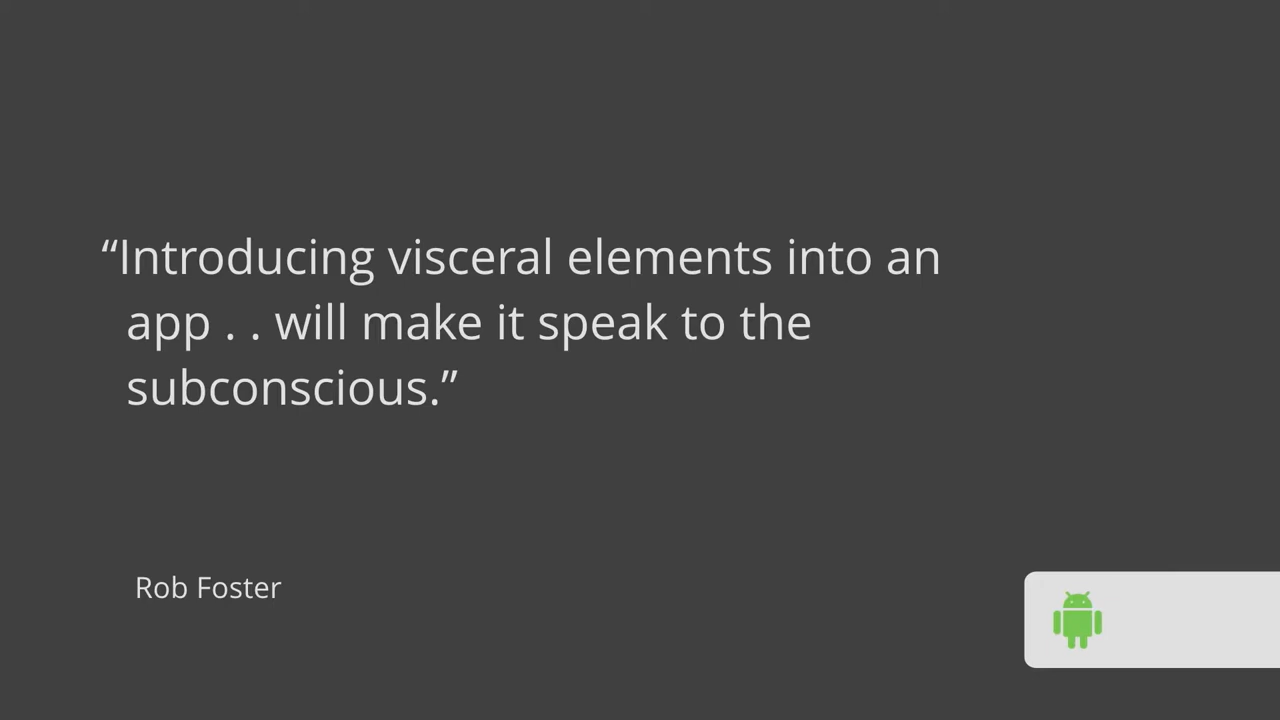 “Introducing visceral elements into an
app . . will make it speak to the
subconscious.”
Rob Foster